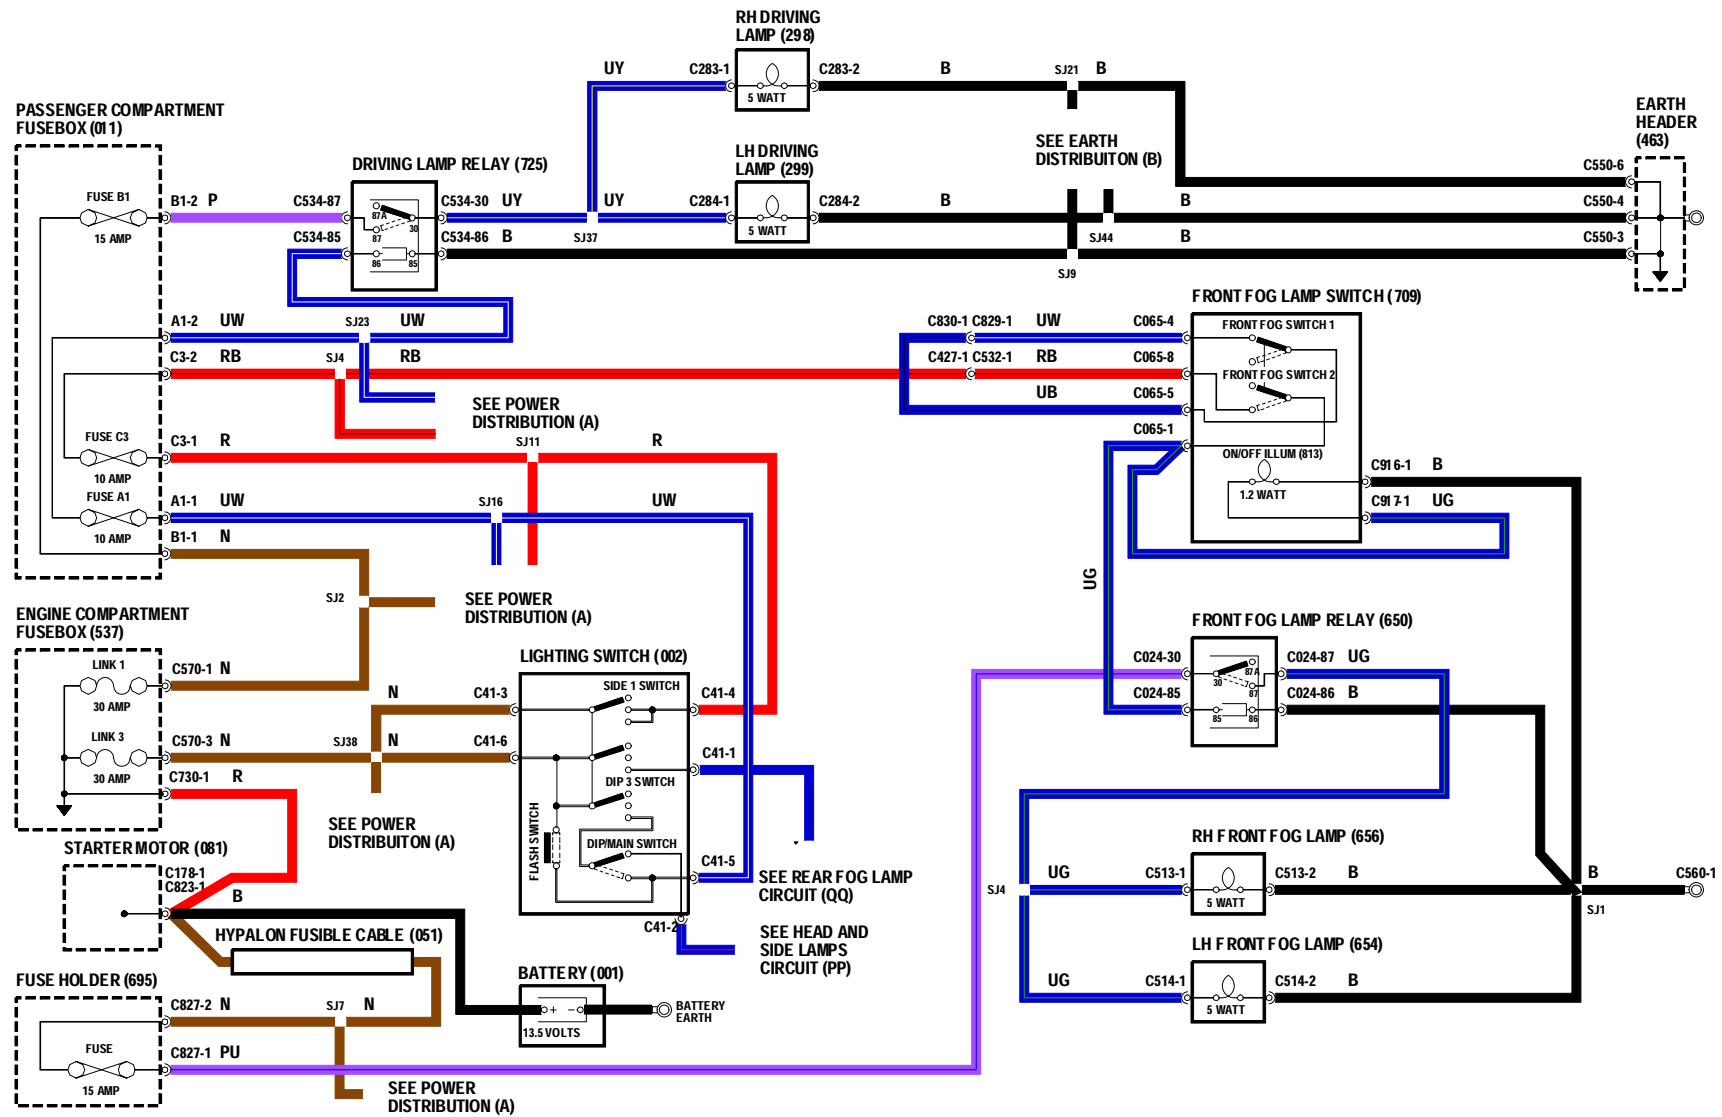 RH DRIVING
LAMP (298)
UY
C283-1
C283-2
B
SJ21
B
5 WATT
PASSENGER COMPARTMENT
FUSEBOX (011)
EARTH
HEADER
(463)
SEE EARTH
DISTRIBUITON (B)
LH DRIVING
LAMP (299)
DRIVING LAMP RELAY (725)
C550-6
FUSE B1
B1-2 P
C534-87
C534-30
UY
UY
C284-1
C284-2
B
B
C550-4
87A
30
15 AMP
87
5 WATT
C534-85
C534-86
B
SJ37
SJ44
B
C550-3
86
85
SJ9
FRONT FOG LAMP SWITCH (709)
A1-2
UW
SJ23
UW
C830-1
C829-1
UW
C065-4
FRONT FOG SWITCH 1
C3-2
RB
SJ4
RB
C427-1
C532-1
RB
C065-8
FRONT FOG SWITCH 2
UB
C065-5
SEE POWER
DISTRIBUTION (A)
C065-1
FUSE C3
C3-1
R
SJ11
R
ON/OFF ILLUM (813)
C916-1
B
10 AMP
1.2 WATT
FUSE A1
A1-1
UW
SJ16
UW
C917-1
UG
10 AMP
B1-1
N
UG
SJ2
SEE POWER
DISTRIBUTION (A)
ENGINE COMPARTMENT
FUSEBOX (537)
FRONT FOG LAMP RELAY (650)
LINK 1
C570-1
N
LIGHTING SWITCH (002)
C024-30
C024-87
UG
30 AMP
N
C41-3
SIDE 1 SWITCH
C41-4
30
87A
87
C024-85
C024-86
B
85
86
LINK 3
C570-3
N
SJ38
N
C41-6
C41-1
30 AMP
C730-1
R
DIP 3 SWITCH
SEE POWER
DISTRIBUITON (A)
FLASH SWITCH
DIP/MAIN SWITCH
STARTER MOTOR (081)
RH FRONT FOG LAMP (656)
C178-1
C823-1
C41-5
SEE REAR FOG LAMP
CIRCUIT (QQ)
SJ4
UG
C513-1
C513-2
B
B
C560-1
B
5 WATT
SJ1
C41-2
SEE HEAD AND
SIDE LAMPS
CIRCUIT (PP)
HYPALON FUSIBLE CABLE (051)
LH FRONT FOG LAMP (654)
FUSE HOLDER (695)
BATTERY (001)
UG
C514-1
C514-2
B
C827-2
N
SJ7
N
+
−
BATTERY
EARTH
5 WATT
13.5 VOLTS
FUSE
C827-1
PU
15 AMP
SEE POWER
DISTRIBUTION (A)